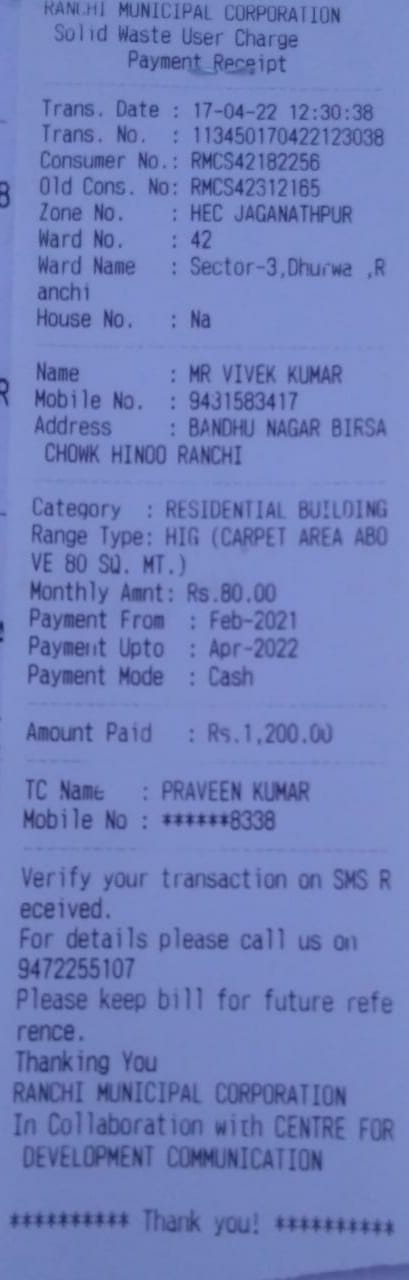 RANCHI MUNICIPAL CORPORATION
Solid Waste User Charge
Payment Receipt
Trans. Date : 17-04-22 12:30:38
Trans. No. : 113450170422123038
Consumer No.: RMCS42182256
Old Cons. No: RMCS42312165
Zone No. : HEC JAGANATHPUR
Ward No. : 42
Ward Name : Sector-3,Dhurwa ,R
anchi
House No. : Na
Name : MR VIVEK KUMAR
Mobile No. : 9431583417
Address : BANDHU NAGAR BIRSA
CHOWK HINOO RANCHI
Category : RESIDENTIAL BUILDING
Range Type: HIG (CARPET AREA ABO
VE 80 SQ. MT.)
Monthly Amnt: Rs.80.00
Payment From : Feb-2021
Payment Upto : Apr-2022
Payment Mode : Cash
Amount Paid : Rs.1,200.00
TC Name : PRAVEEN KUMAR
Mobile No : ******8338
Verify your transaction on SMS R
eceived.
For details please call us on
9472255107
Please keep bill for future refe
rence.
Thanking You
RANCHI MUNICIPAL CORPORATION
In Collaboration with CENTRE FOR
DEVELOPMENT COMMUNICATION
********** Thank you! **********